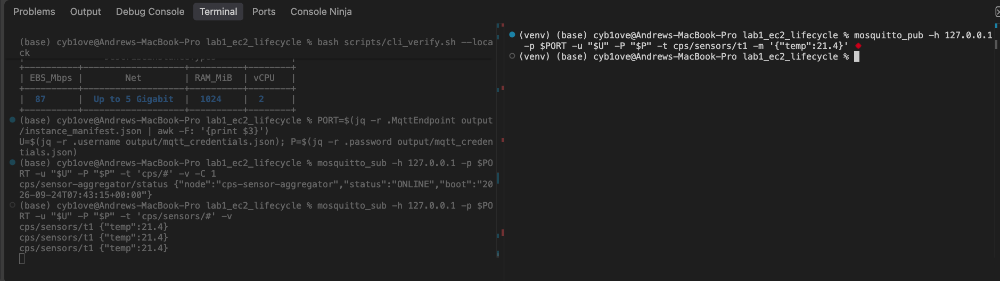 Problems Output Debug Console Terminal Ports Console Ninja
(base) cyb1ove@Andrews-MacBook-Pro lab1_ec2_lifecycle % bash scripts/cli_verify.sh --loca
ck
+----------+--------------------+----------+--------+
| EBS_Mbps | Net | RAM_MiB | vCPU |
+----------+--------------------+----------+--------+
| 87 | Up to 5 Gigabit | 1024 | 2 |
+----------+--------------------+----------+--------+
(base) cyb1ove@Andrews-MacBook-Pro lab1_ec2_lifecycle % PORT=$(jq -r .MqttEndpoint output
/instance_manifest.json | awk -F: '{print $3}')
U=$(jq -r .username output/mqtt_credentials.json); P=$(jq -r .password output/mqtt_creden
tials.json)
(base) cyb1ove@Andrews-MacBook-Pro lab1_ec2_lifecycle % mosquitto_sub -h 127.0.0.1 -p $PO
RT -u "$U" -P "$P" -t 'cps/#' -v -C 1
cps/sensor-aggregator/status {"node":"cps-sensor-aggregator","status":"ONLINE","boot":"20
26-09-24T07:43:15+00:00"}
(base) cyb1ove@Andrews-MacBook-Pro lab1_ec2_lifecycle % mosquitto_sub -h 127.0.0.1 -p $PO
RT -u "$U" -P "$P" -t 'cps/sensors/#' -v
cps/sensors/t1 {"temp":21.4}
cps/sensors/t1 {"temp":21.4}
cps/sensors/t1 {"temp":21.4}
(venv) (base) cyb1ove@Andrews-MacBook-Pro lab1_ec2_lifecycle % mosquitto_pub -h 127.0.0.1
-p $PORT -u "$U" -P "$P" -t cps/sensors/t1 -m '{"temp":21.4}'
(venv) (base) cyb1ove@Andrews-MacBook-Pro lab1_ec2_lifecycle %